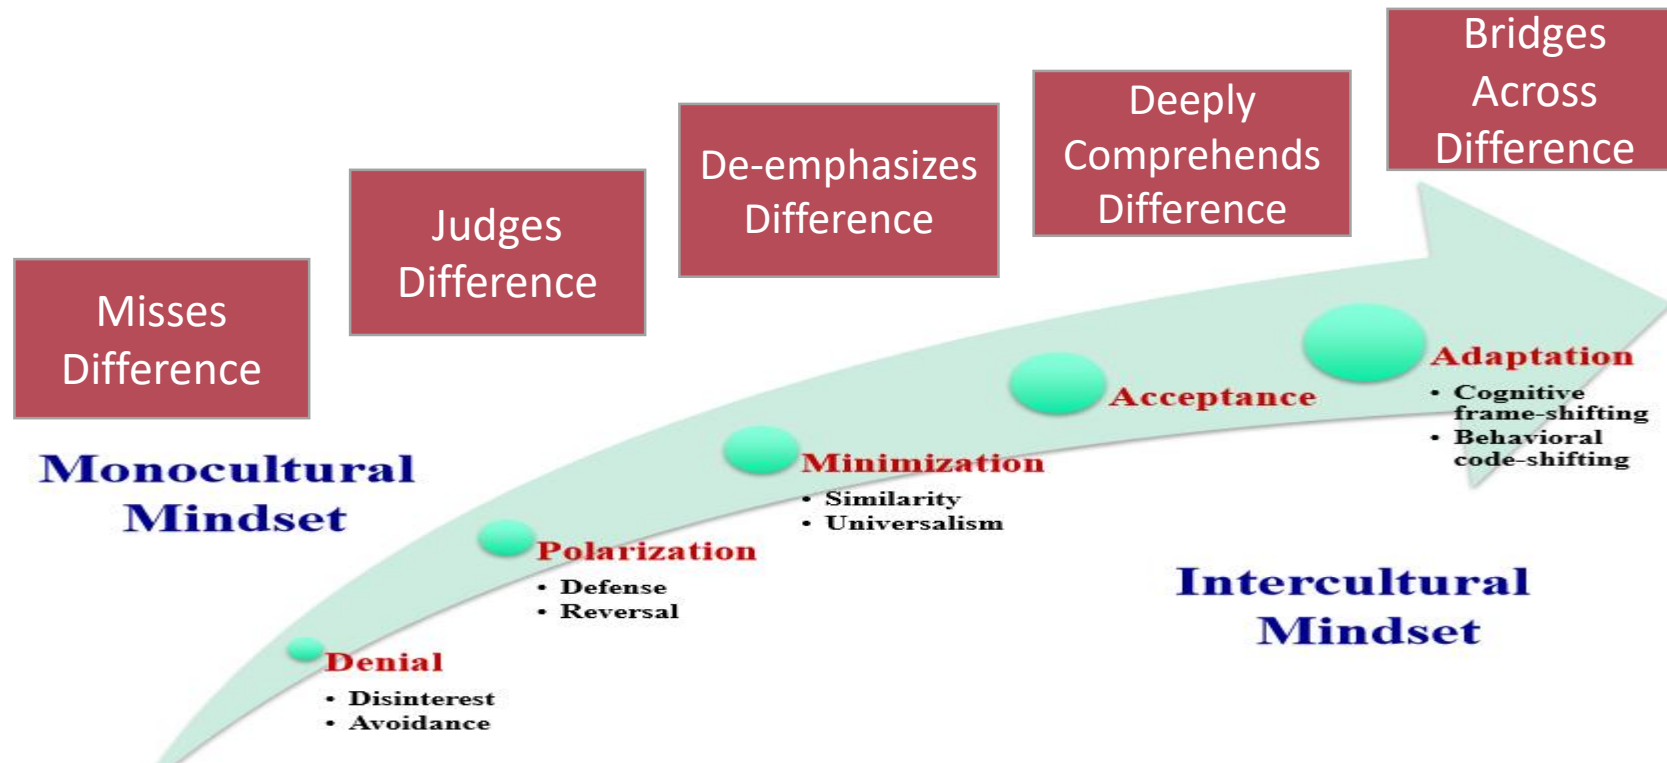 Misses
Difference
Judges
Difference
De-emphasizes
Difference
Deeply
Comprehends
Difference
Bridges
Across
Difference
Monocultural
Mindset
Denial
• Disinterest
• Avoidance
Polarization
• Defense
• Reversal
Minimization
• Similarity
• Universalism
Acceptance
Adaptation
• Cognitive
frame-shifting
• Behavioral
code-shifting
Intercultural
Mindset